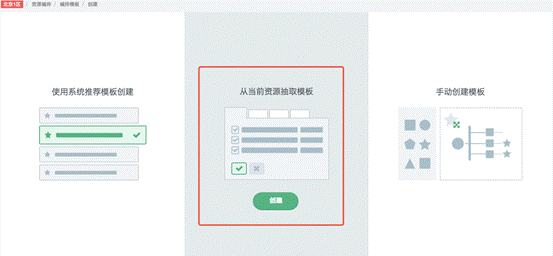 北京1区 / 资源编排 / 编排模板 / 创建
使用系统推荐模板创建
从当前资源抽取模板
手动创建模板
创建